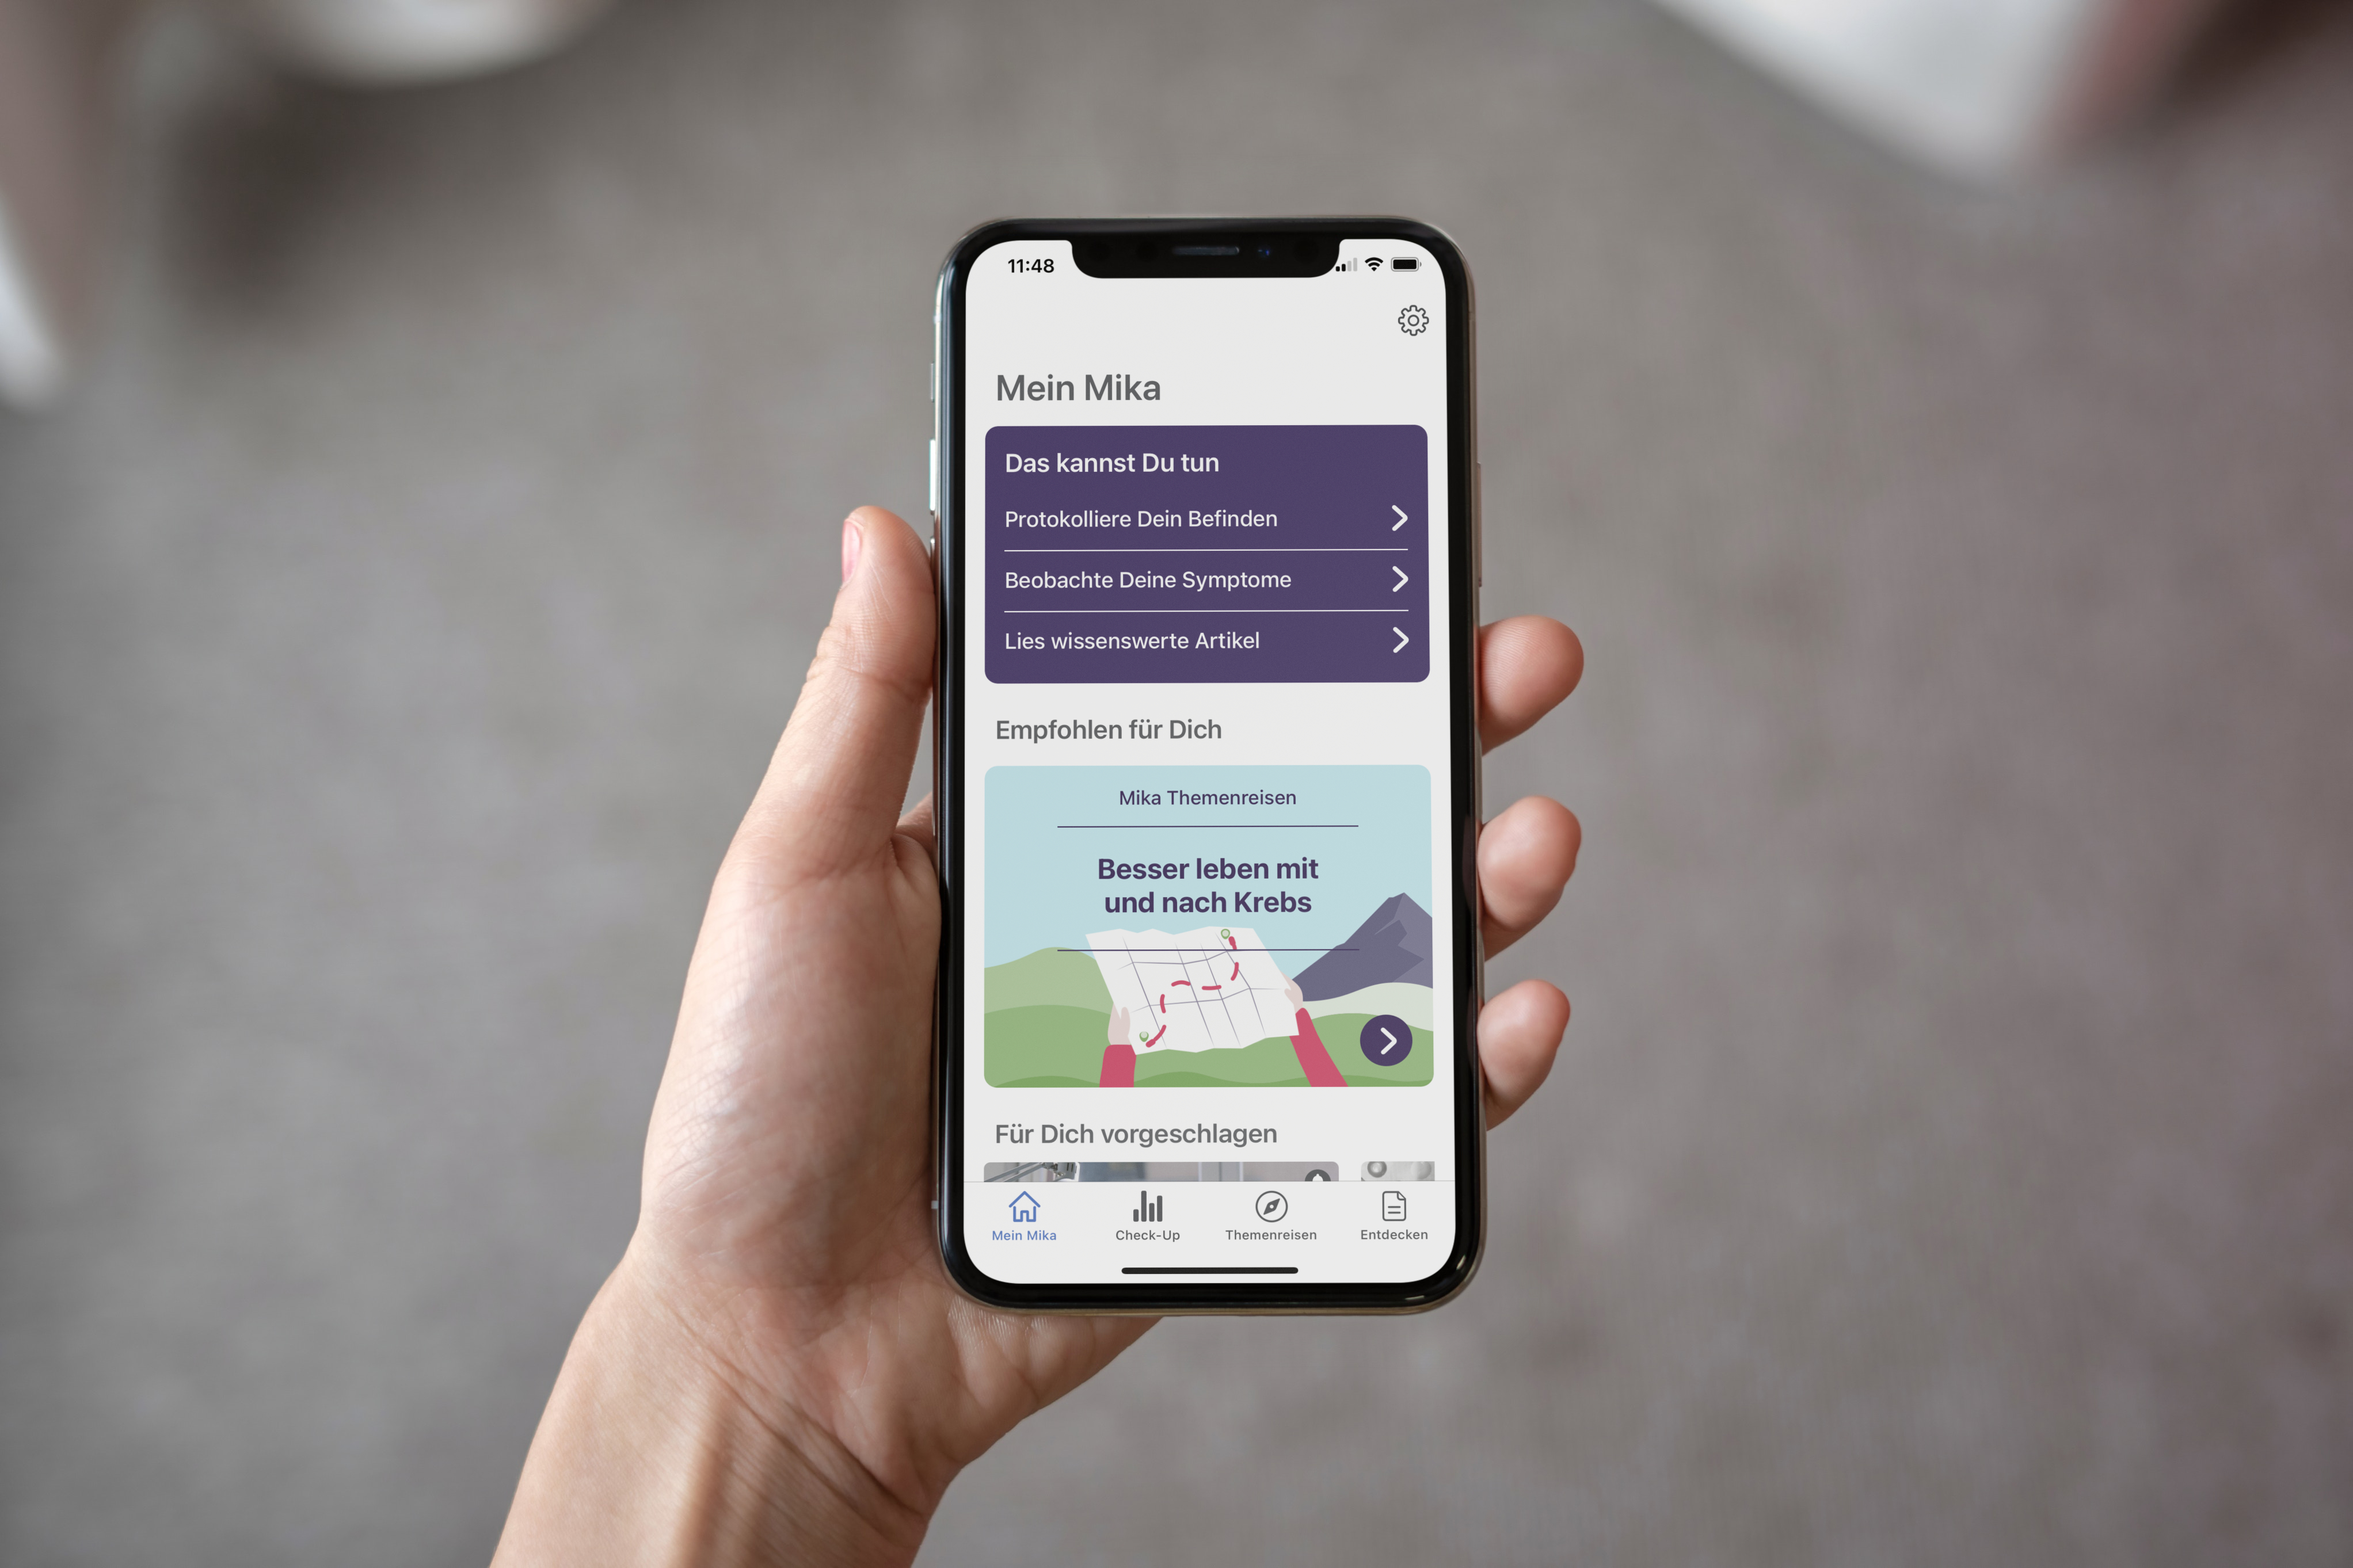 11:48
Mein Mika
Das kannst Du tun
Protokolliere Dein Befinden
Beobachte Deine Symptome
Lies wissenswerte Artikel
Empfohlen für Dich
Mika Themenreisen
Besser leben mit
und nach Krebs
Für Dich vorgeschlagen
Mein Mika
Check-Up
Themenreisen
Entdecken